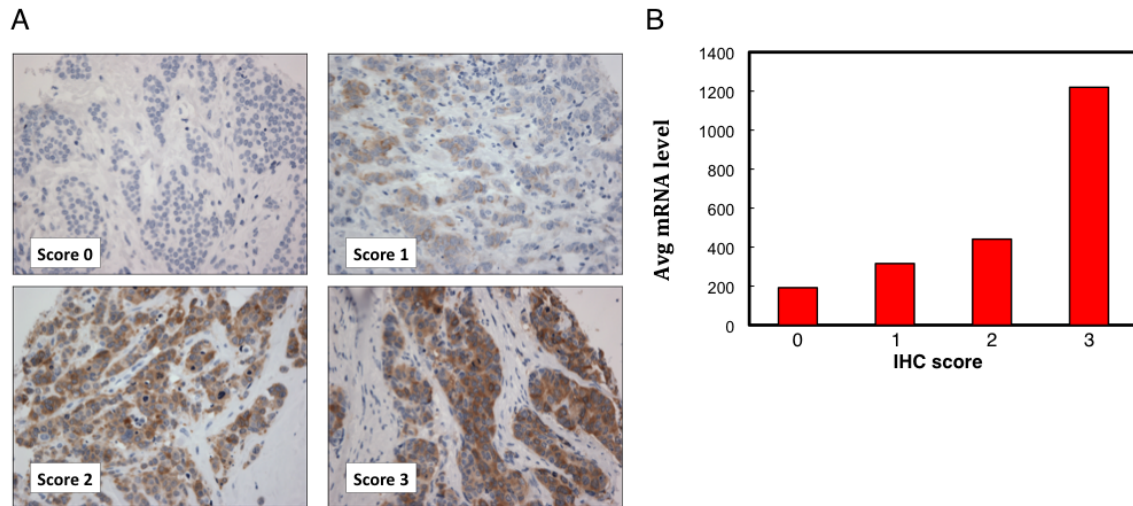 A
Score 0
Score 1
Score 2
Score 3
B
Avg mRNA level
1400
1200
1000
800
600
400
200
0
0 1 2 3
IHC score